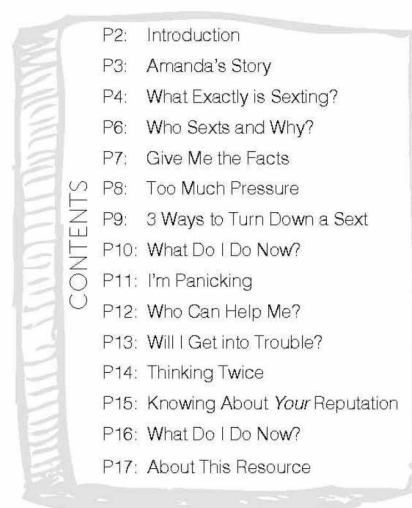 CONTENTS
P2: Introduction
P3: Amanda's Story
P4: What Exactly is Sexting?
P6: Who Sexts and Why?
P7: Give Me the Facts
P8: Too Much Pressure
P9: 3 Ways to Turn Down a Sext
P10: What Do I Do Now?
P11: I'm Panicking
P12: Who Can Help Me?
P13: Will I Get into Trouble?
P14: Thinking Twice
P15: Knowing About Your Reputation
P16: What Do I Do Now?
P17: About This Resource